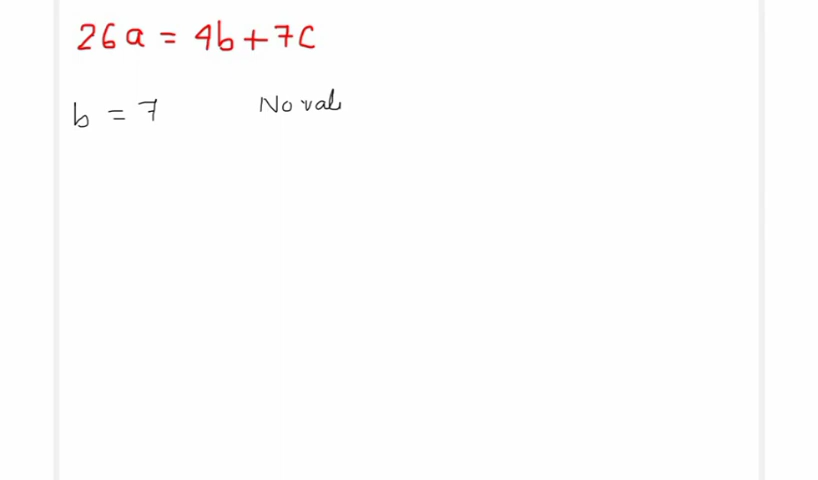 26a = 4b + 7c
b = 7 No val